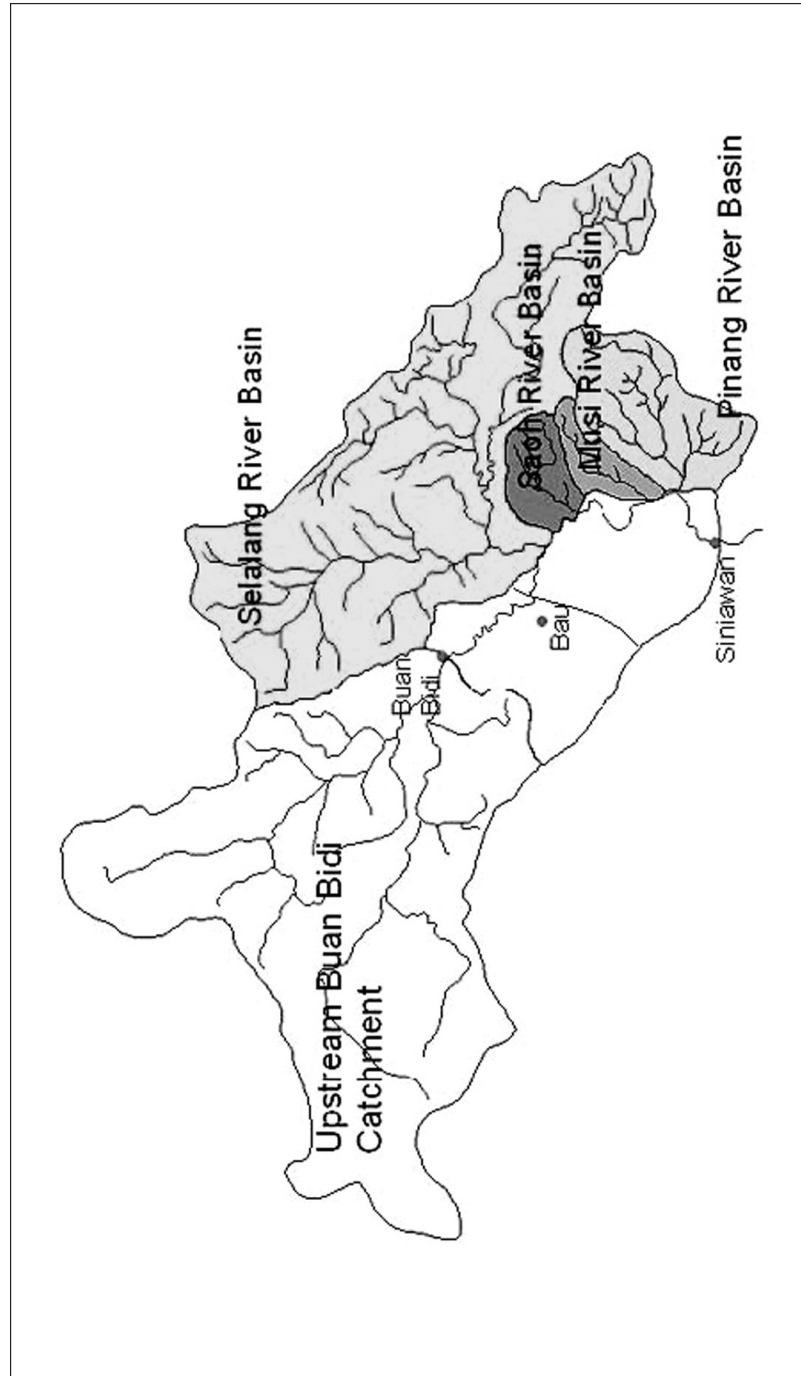 Selalang River Basin
Saoh River Basin
Musi River Basin
Pinang River Basin
Upstream Buan Bidi
Catchment
Buan
Bidi
Bau
Siniawan